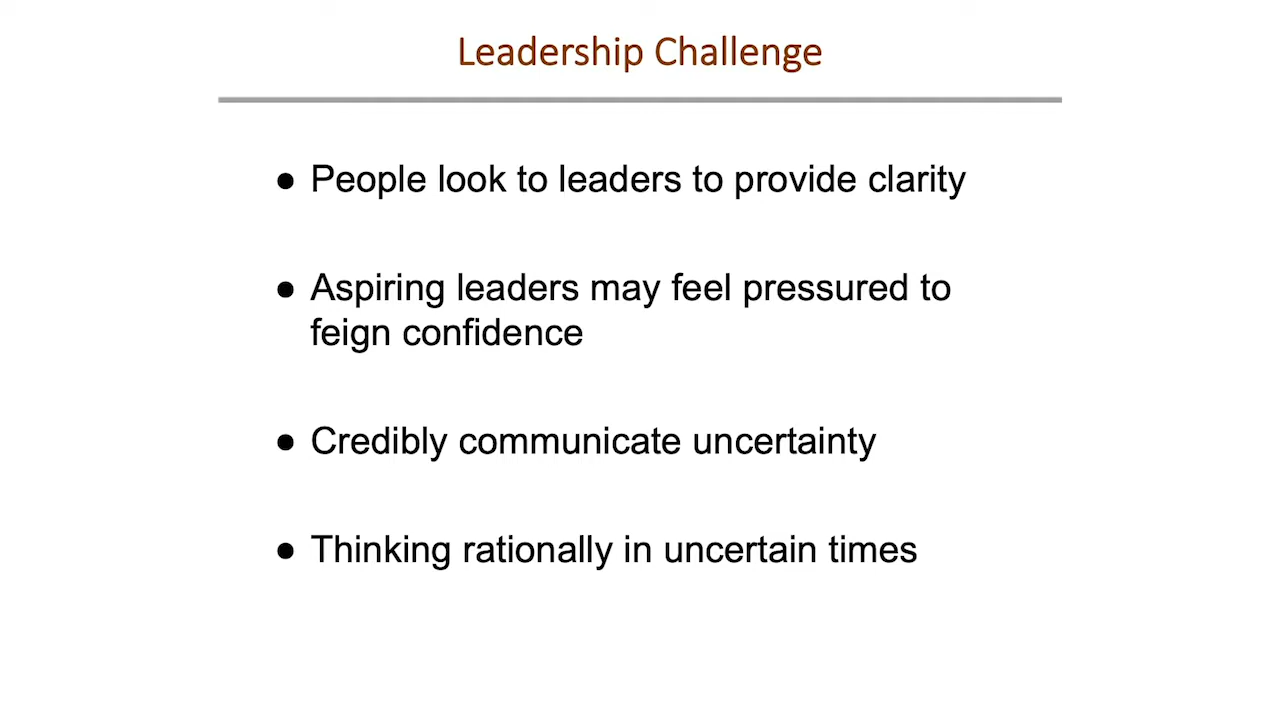 Leadership Challenge
● People look to leaders to provide clarity
● Aspiring leaders may feel pressured to
feign confidence
● Credibly communicate uncertainty
● Thinking rationally in uncertain times